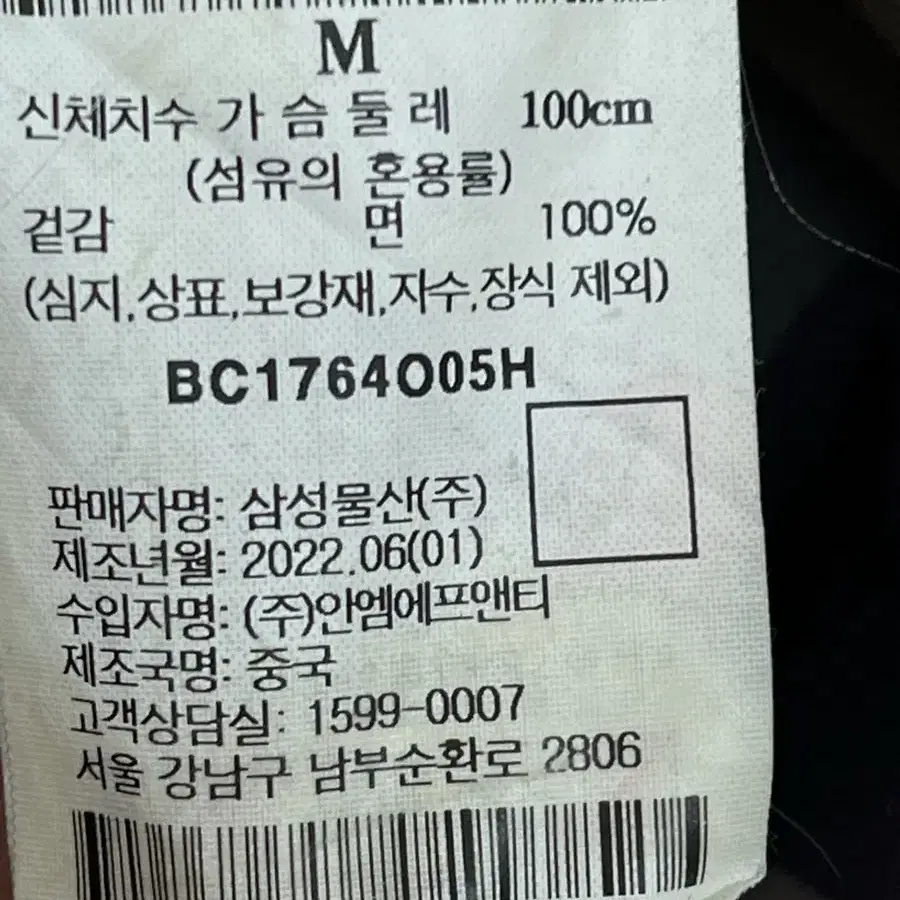 M
신체치수 가 슴 둘 레 100cm
(섬유의 혼용률)
겉감 면 100%
(심지,상표,보강재,자수,장식 제외)
BC1764O05H
판매자명: 삼성물산(주)
제조년월: 2022.06(01)
수입자명: (주)안엠에프앤티
제조국명: 중국
고객상담실: 1599-0007
서울 강남구 남부순환로 2806